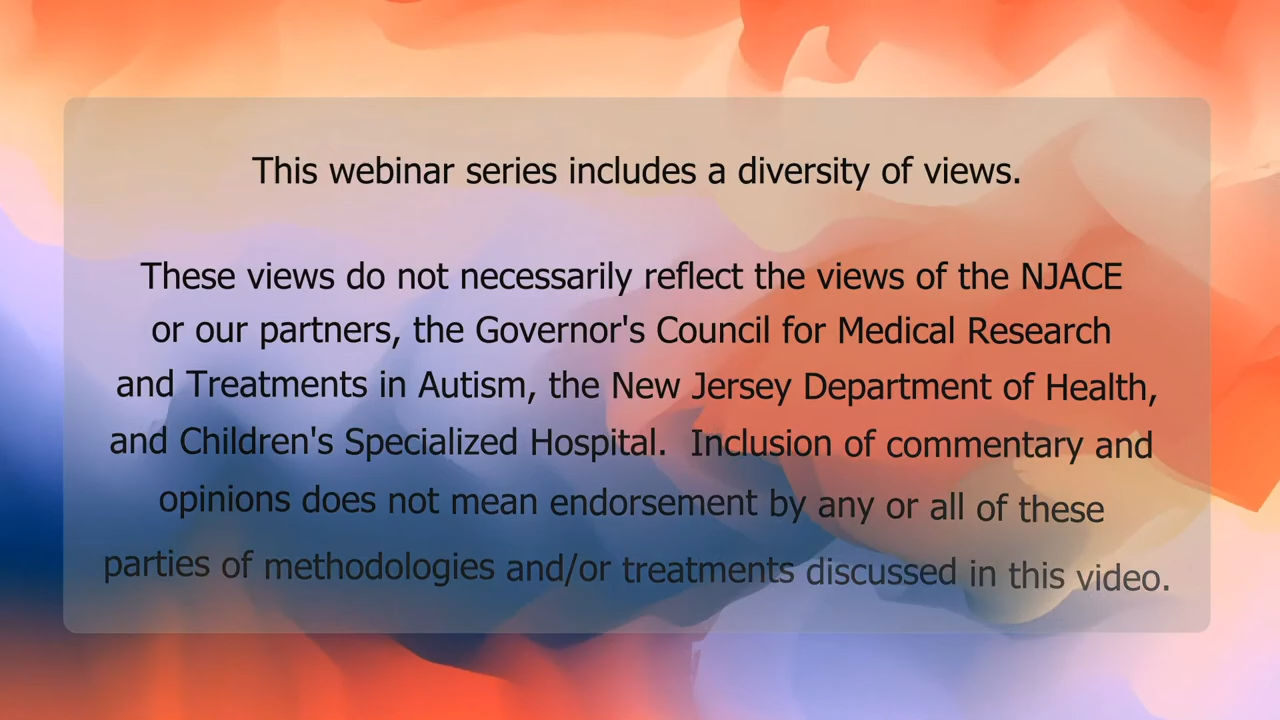 This webinar series includes a diversity of views.
These views do not necessarily reflect the views of the NJACE
or our partners, the Governor's Council for Medical Research
and Treatments in Autism, the New Jersey Department of Health,
and Children's Specialized Hospital.  Inclusion of commentary and
opinions does not mean endorsement by any or all of these
parties of methodologies and/or treatments discussed in this video.